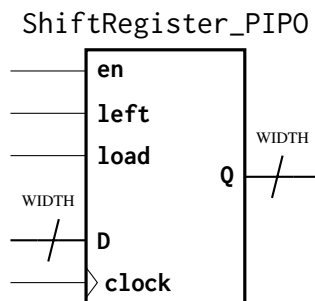 ShiftRegister_PIPO
en
left
load
WIDTH
Q
WIDTH
D
clock